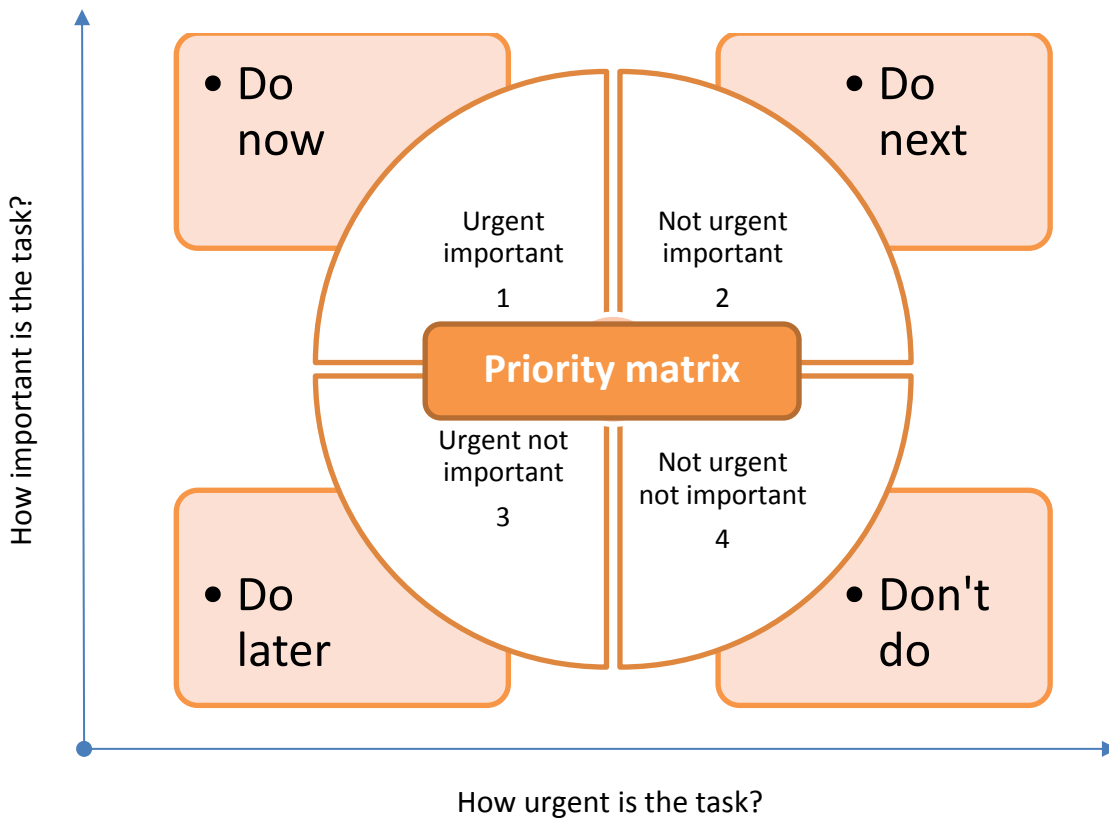 • Do
now
• Do
next
How important is the task?
Urgent
important
1
Not urgent
important
2
Priority matrix
Urgent not
important
3
Not urgent
not important
4
• Do
later
• Don't
do
How urgent is the task?